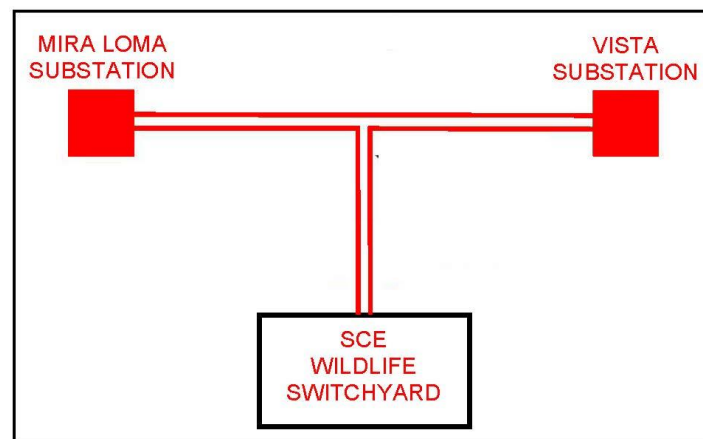 MIRA LOMA
SUBSTATION
VISTA
SUBSTATION
SCE
WILDLIFE
SWITCHYARD